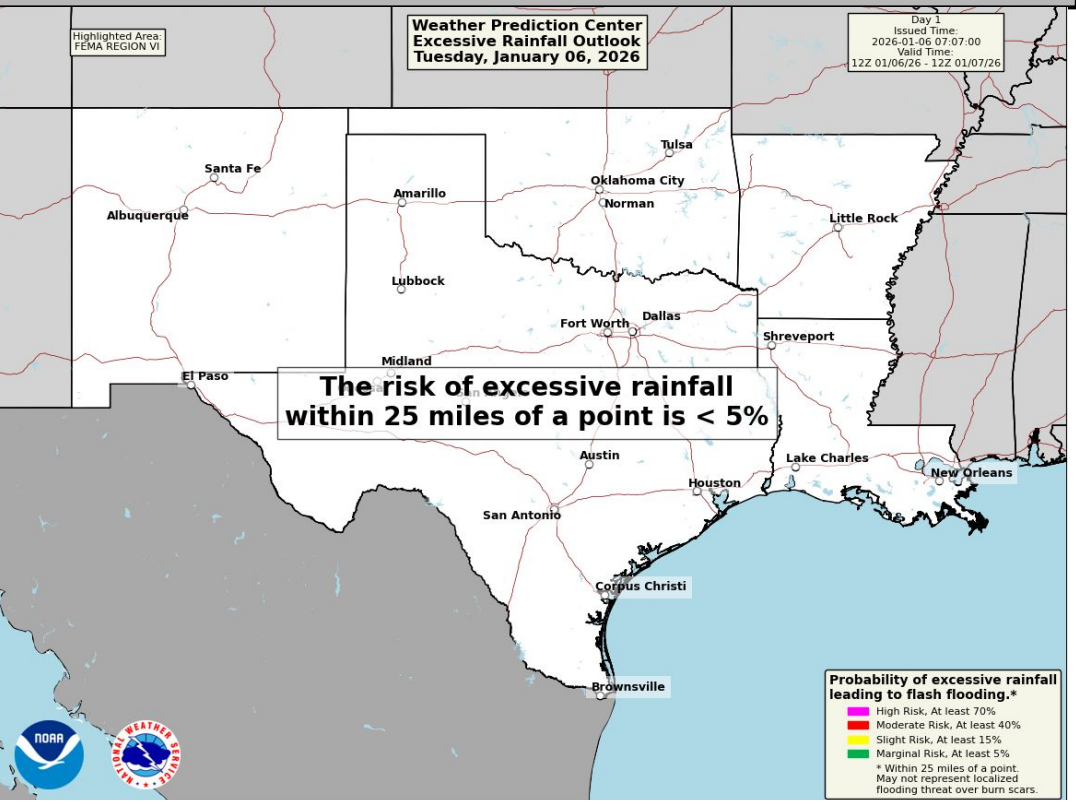 Highlighted Area:
FEMA REGION VI
Weather Prediction Center
Excessive Rainfall Outlook
Tuesday, January 06, 2026
Day 1
Issued Time:
2026-01-06 07:07:00
Valid Time:
12Z 01/06/26 - 12Z 01/07/26
Tulsa
Santa Fe
Oklahoma City
Amarillo
Norman
Albuquerque
Little Rock
Lubbock
Dallas
Fort Worth
Shreveport
Midland
El Paso
The risk of excessive rainfall
within 25 miles of a point is < 5%
Austin
Lake Charles
New Orleans
Houston
San Antonio
Corpus Christi
Brownsville
Probability of excessive rainfall
leading to flash flooding.*
High Risk, At least 70%
Moderate Risk, At least 40%
Slight Risk, At least 15%
Marginal Risk, At least 5%
* Within 25 miles of a point.
May not represent localized
flooding threat over burn scars.
NOAA
NATIONAL WEATHER SERVICE